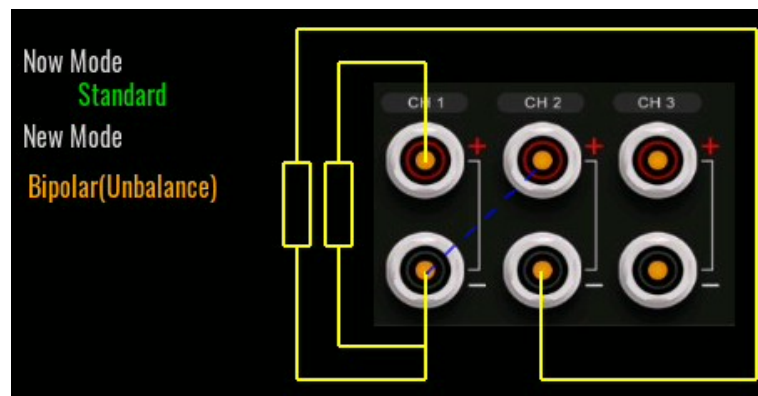 Now Mode
Standard
New Mode
Bipolar(Unbalance)
CH 1
CH 2
CH 3
+
+
+
−
−
−